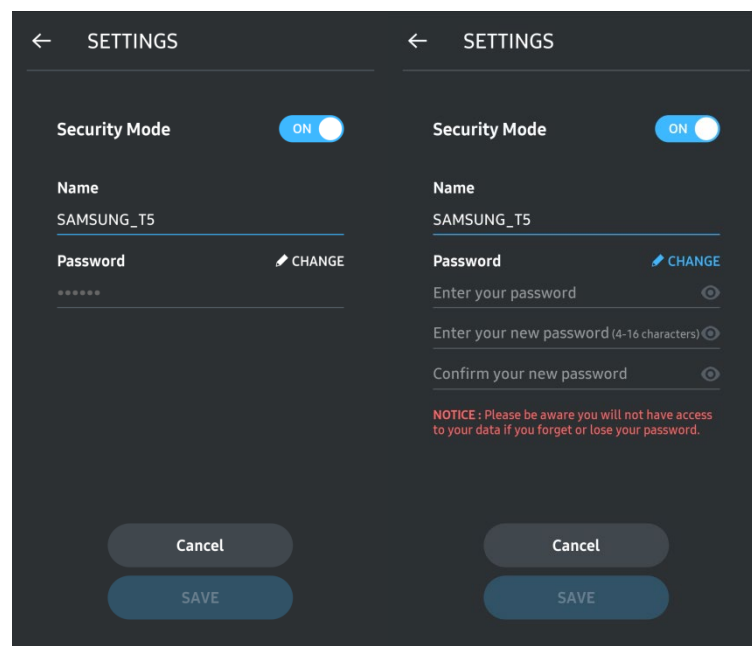 SETTINGS
Security Mode
ON
Name
SAMSUNG_T5
Password
CHANGE
••••••
Cancel
SAVE
SETTINGS
Security Mode
ON
Name
SAMSUNG_T5
Password
CHANGE
Enter your password
Enter your new password (4-16 characters)
Confirm your new password
NOTICE : Please be aware you will not have access
to your data if you forget or lose your password.
Cancel
SAVE